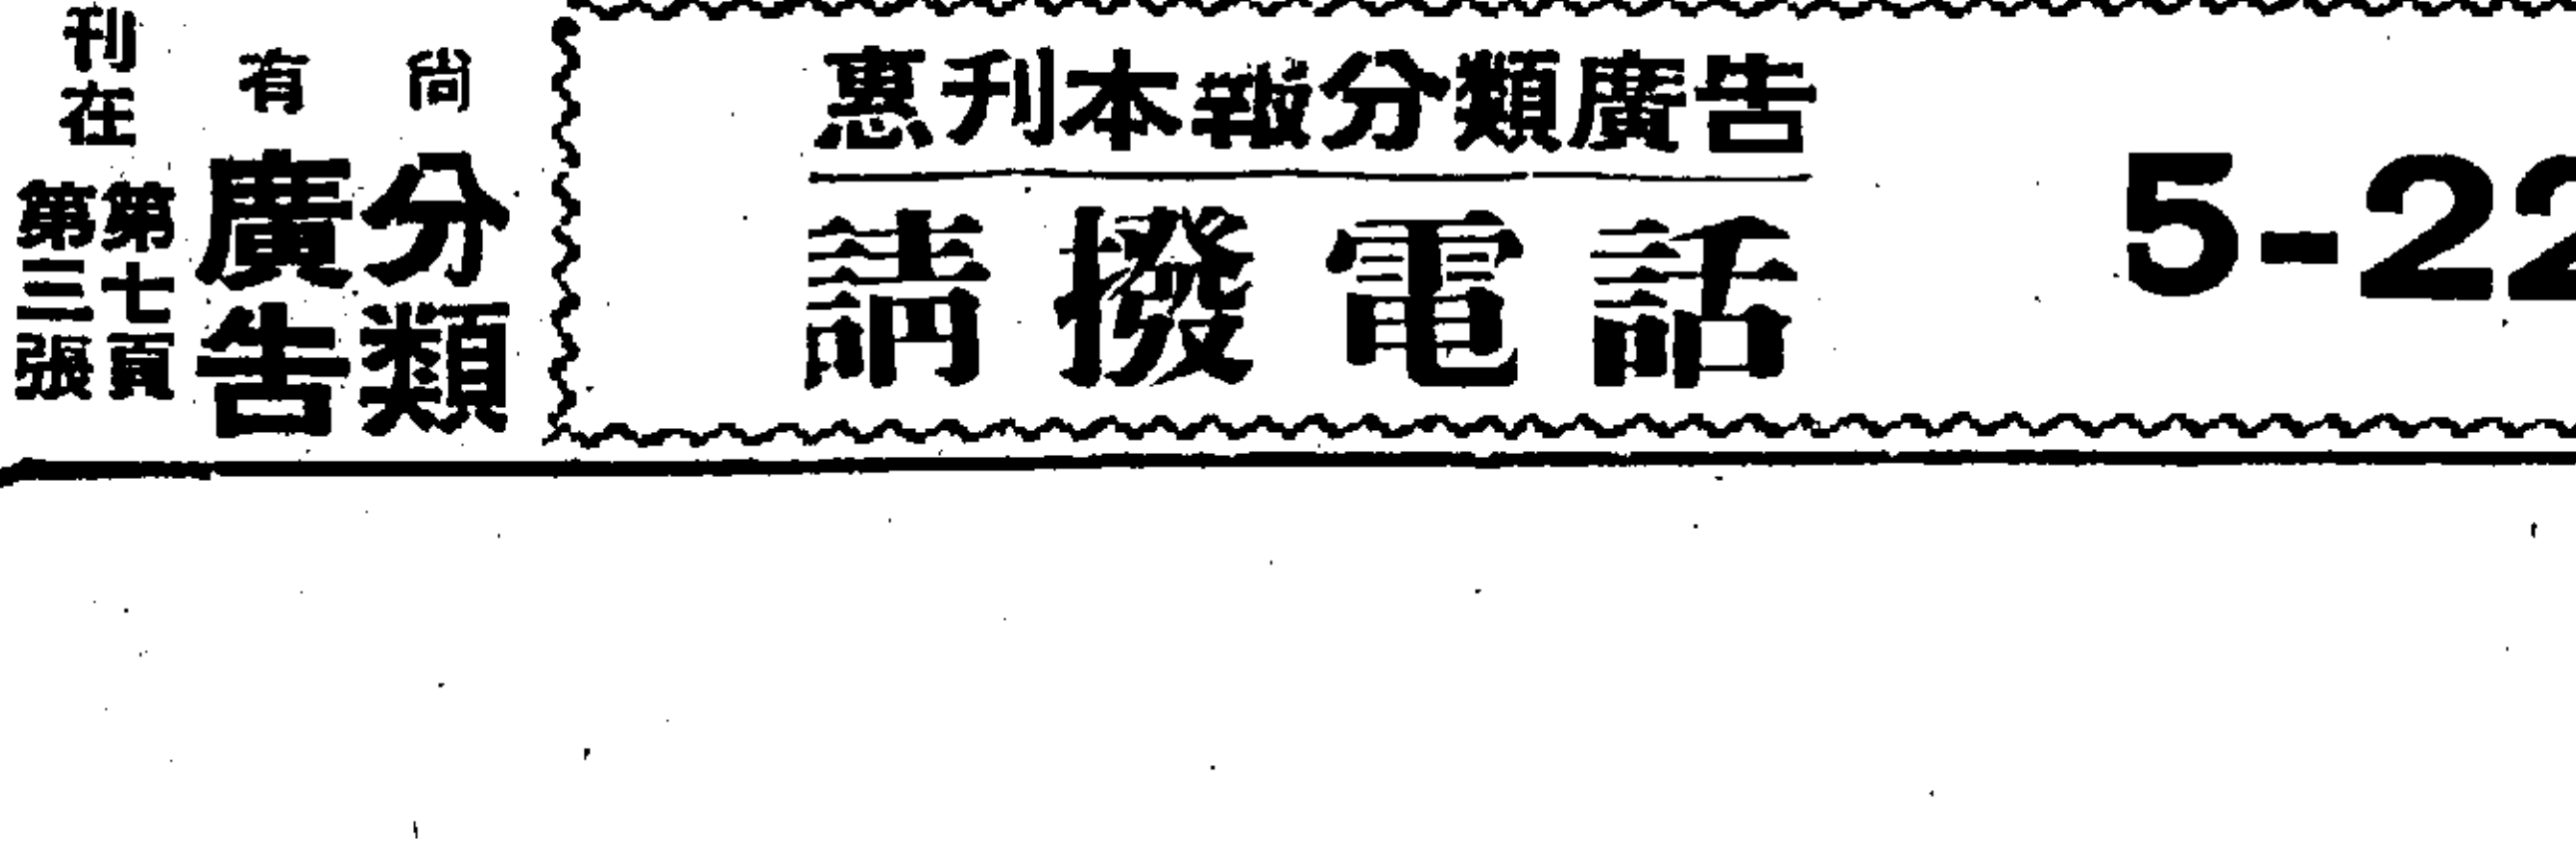 尚有
分類
廣告
刊在
第七頁
第三張
惠刊本報分類廣告
請撥電話
5-22